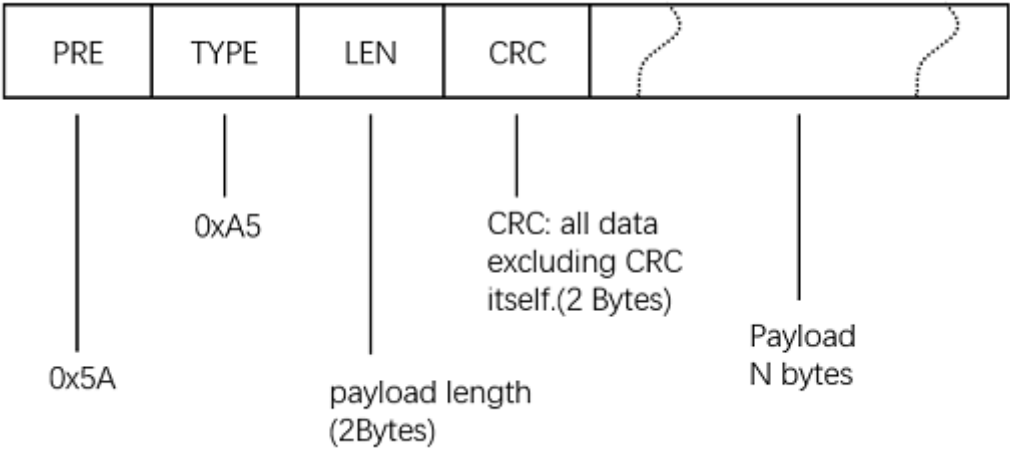 PRE
TYPE
LEN
CRC
0xA5
CRC: all data
excluding CRC
itself.(2 Bytes)
0x5A
payload length
(2Bytes)
Payload
N bytes